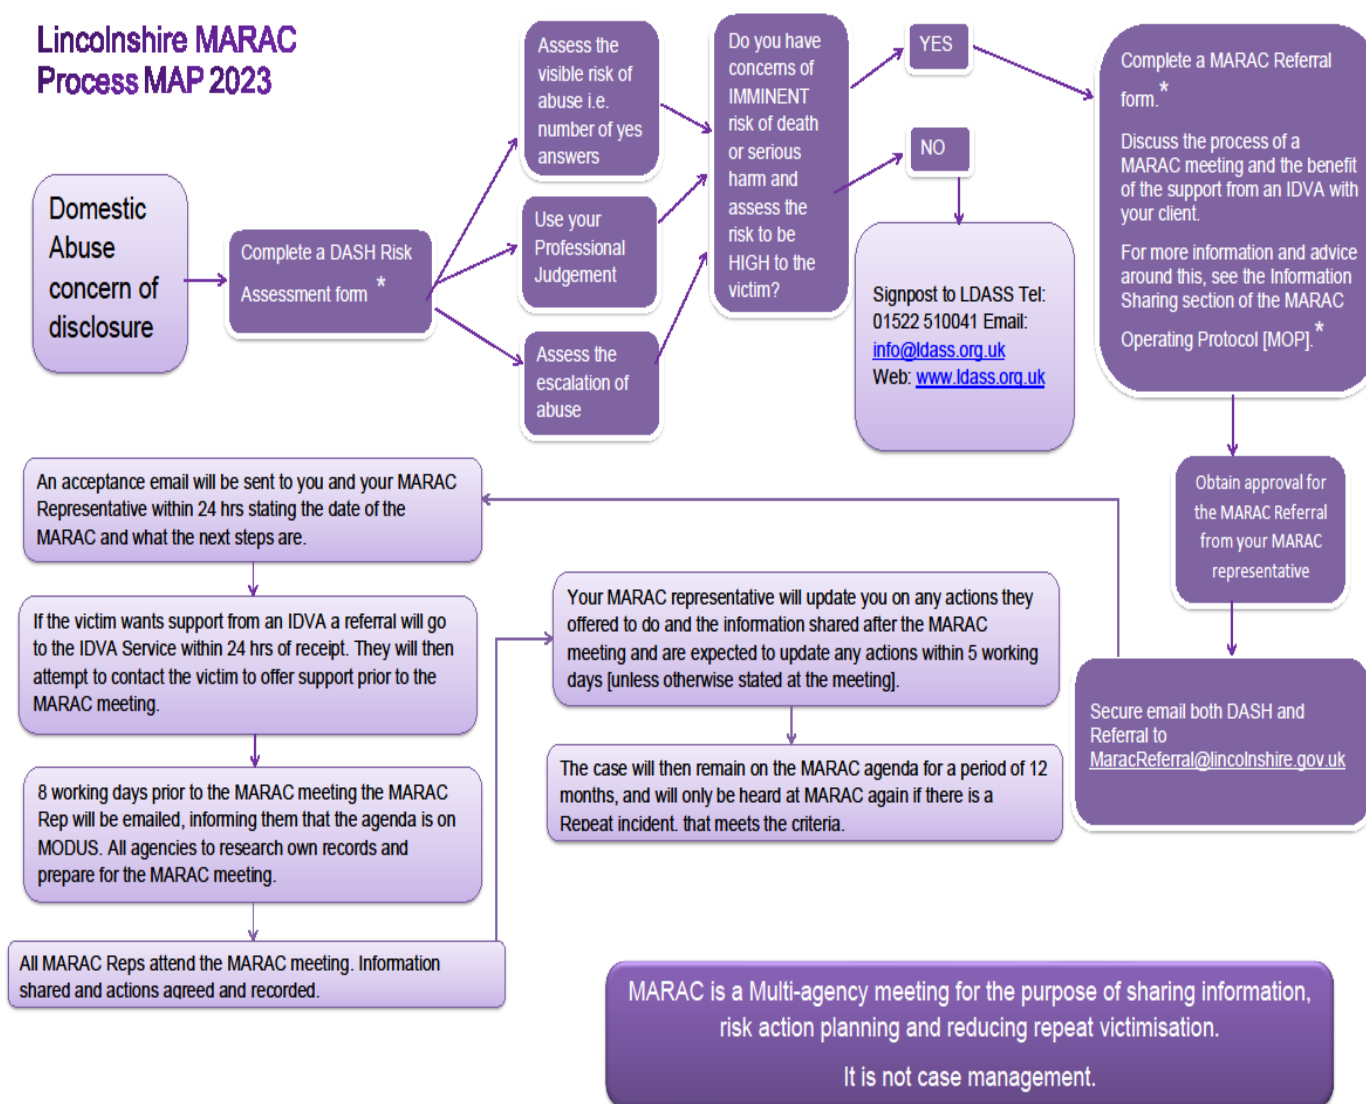 Lincolnshire MARAC
Process MAP 2023
Domestic
Abuse
concern of
disclosure
Complete a DASH Risk
Assessment form *
Assess the
visible risk of
abuse i.e.
number of yes
answers
Use your
Professional
Judgement
Assess the
escalation of
abuse
Do you have
concerns of
IMMINENT
risk of death
or serious
harm and
assess the
risk to be
HIGH to the
victim?
YES
NO
Signpost to LDASS Tel:
01522 510041 Email:
info@ldass.org.uk
Web: www.ldass.org.uk
Complete a MARAC Referral
form.*
Discuss the process of a
MARAC meeting and the benefit
of the support from an IDVA with
your client.
For more information and advice
around this, see the Information
Sharing section of the MARAC
Operating Protocol [MOP].*
Obtain approval for
the MARAC Referral
from your MARAC
representative
Secure email both DASH and
Referral to
MaracReferral@lincolnshire.gov.uk
An acceptance email will be sent to you and your MARAC
Representative within 24 hrs stating the date of the
MARAC and what the next steps are.
If the victim wants support from an IDVA a referral will go
to the IDVA Service within 24 hrs of receipt. They will then
attempt to contact the victim to offer support prior to the
MARAC meeting.
8 working days prior to the MARAC meeting the MARAC
Rep will be emailed, informing them that the agenda is on
MODUS. All agencies to research own records and
prepare for the MARAC meeting.
All MARAC Reps attend the MARAC meeting. Information
shared and actions agreed and recorded.
Your MARAC representative will update you on any actions they
offered to do and the information shared after the MARAC
meeting and are expected to update any actions within 5 working
days [unless otherwise stated at the meeting].
The case will then remain on the MARAC agenda for a period of 12
months, and will only be heard at MARAC again if there is a
Repeat incident. that meets the criteria.
MARAC is a Multi-agency meeting for the purpose of sharing information,
risk action planning and reducing repeat victimisation.
It is not case management.